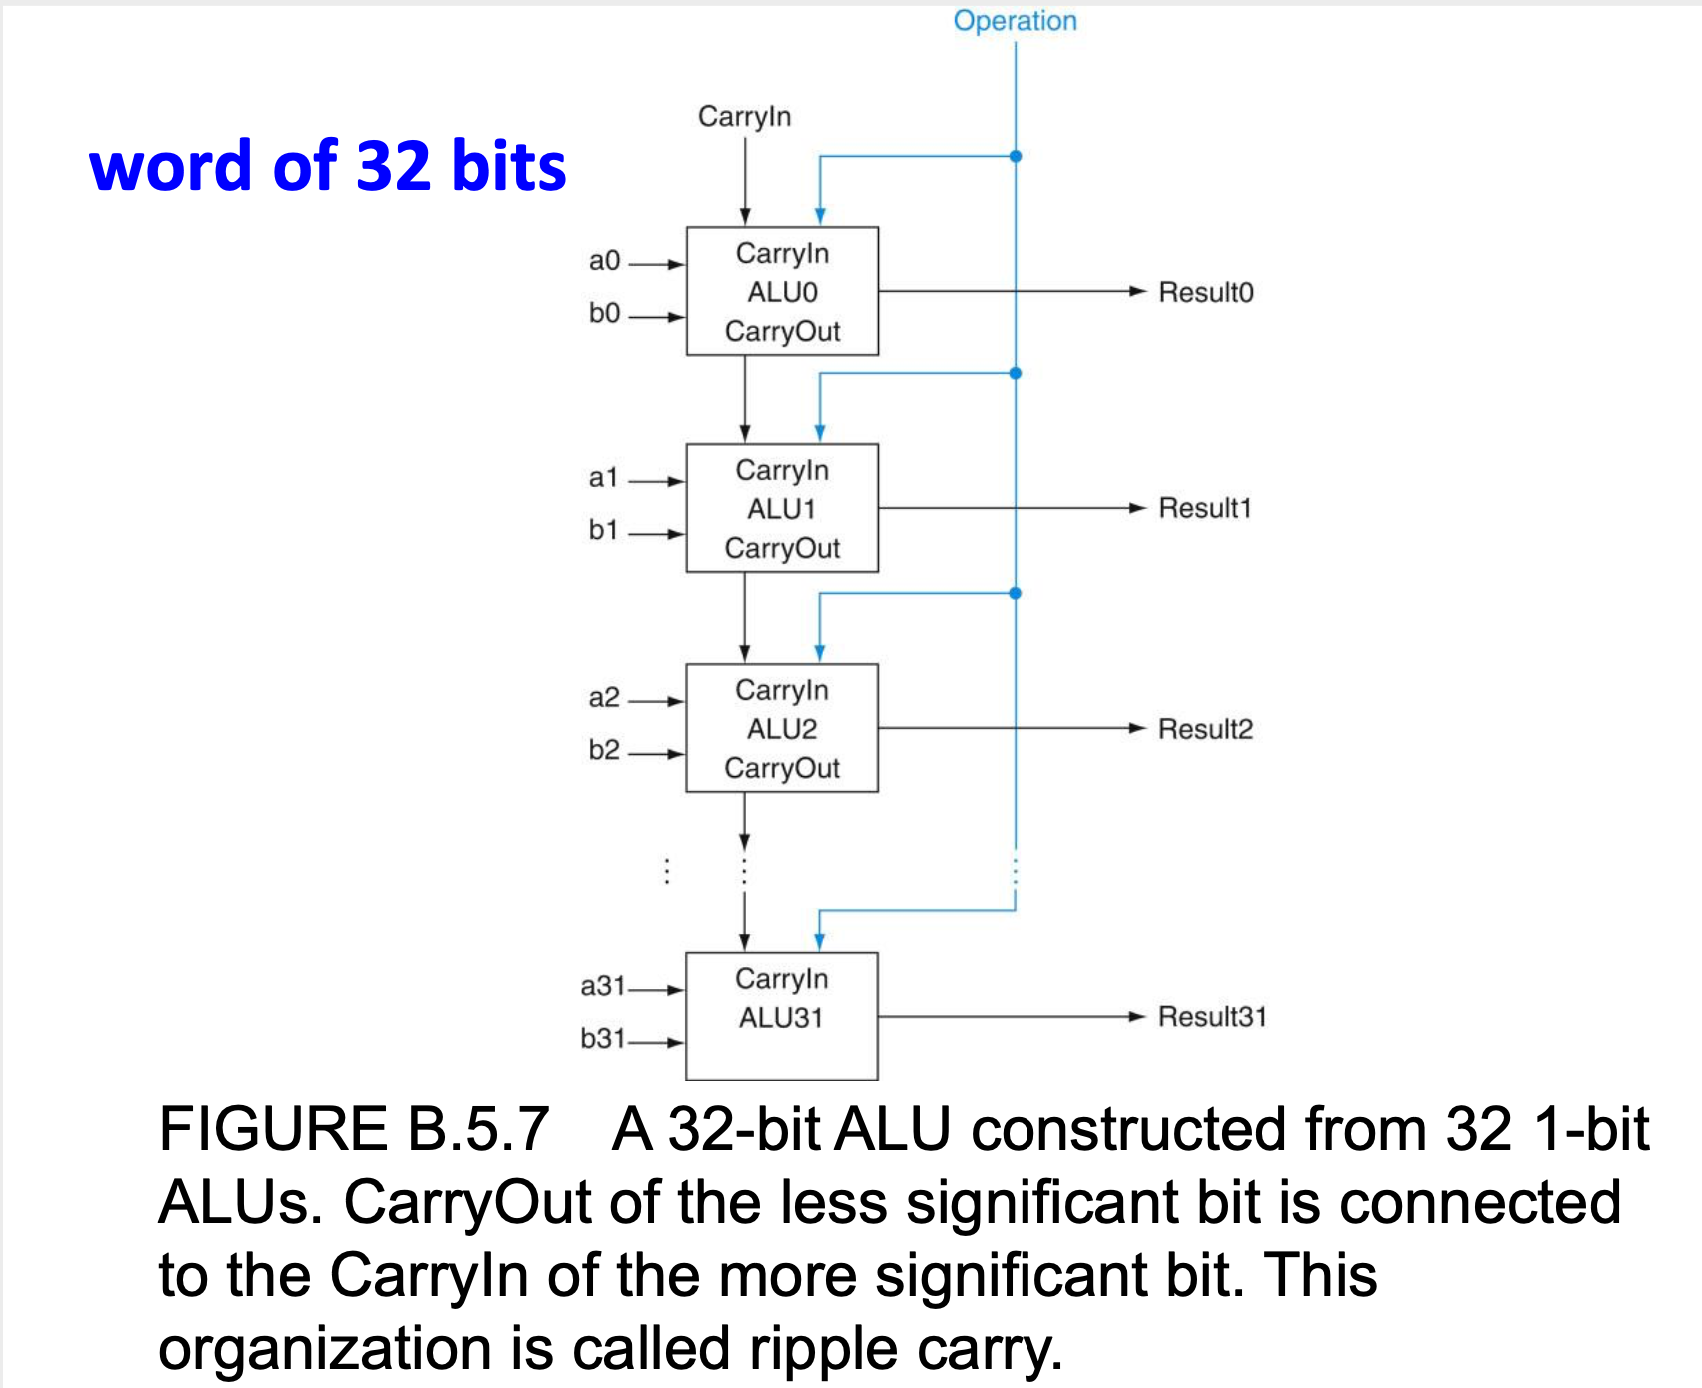 Operation
CarryIn
word of 32 bits
a0
b0
CarryIn
ALU0
CarryOut
Result0
a1
b1
CarryIn
ALU1
CarryOut
Result1
a2
b2
CarryIn
ALU2
CarryOut
Result2
a31
b31
CarryIn
ALU31
Result31
FIGURE B.5.7 A 32-bit ALU constructed from 32 1-bit
ALUs. CarryOut of the less significant bit is connected
to the CarryIn of the more significant bit. This
organization is called ripple carry.